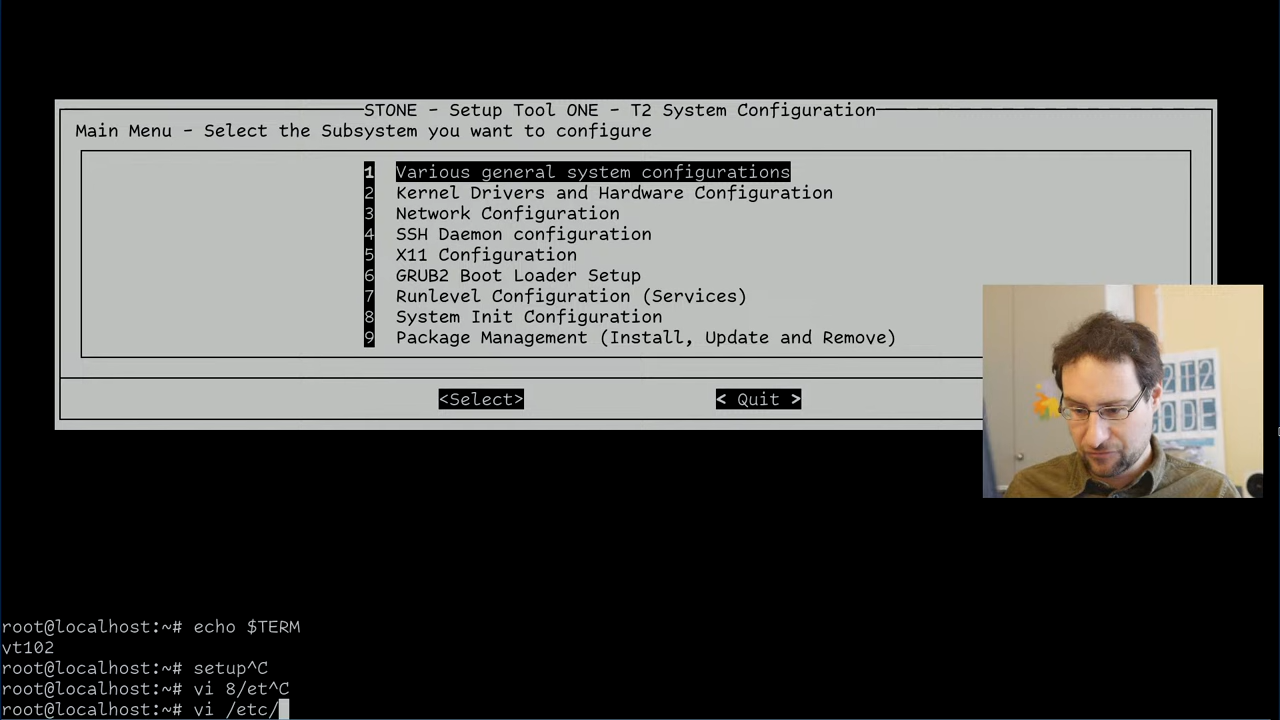 STONE - Setup Tool ONE - T2 System Configuration
Main Menu - Select the Subsystem you want to configure
1 Various general system configurations
2 Kernel Drivers and Hardware Configuration
3 Network Configuration
4 SSH Daemon configuration
5 X11 Configuration
6 GRUB2 Boot Loader Setup
7 Runlevel Configuration (Services)
8 System Init Configuration
9 Package Management (Install, Update and Remove)
<Select> < Quit >
root@localhost:~# echo $TERM
vt102
root@localhost:~# setup^C
root@localhost:~# vi 8/et^C
root@localhost:~# vi /etc/